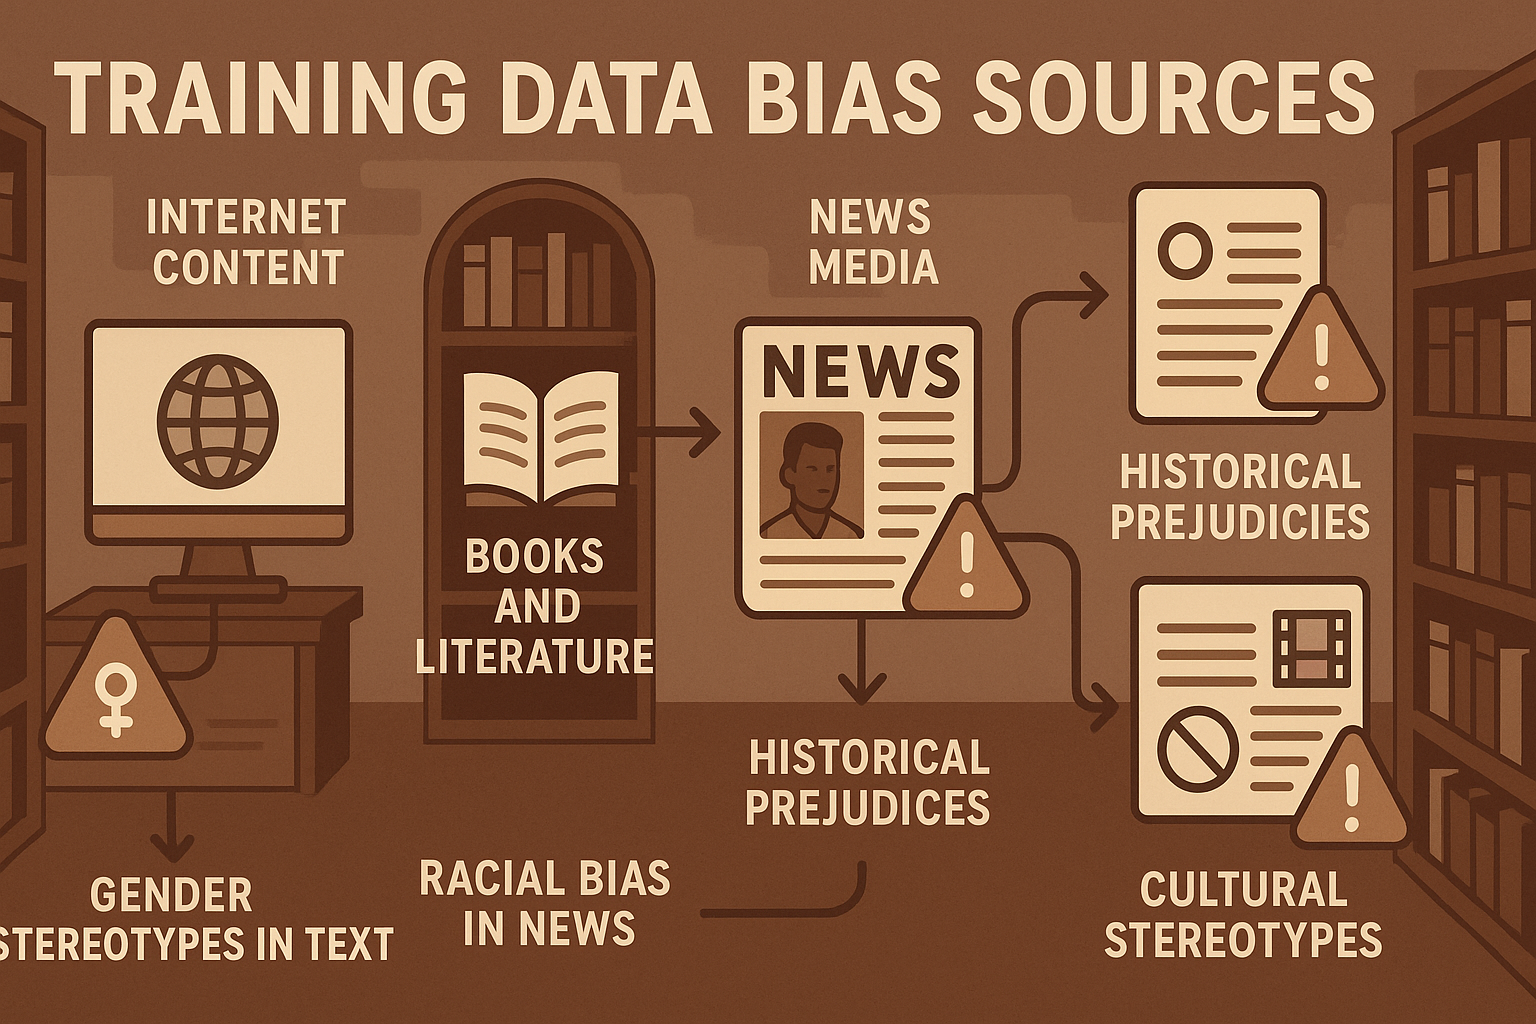 TRAINING DATA BIAS SOURCES
INTERNET
CONTENT
BOOKS
AND
LITERATURE
NEWS
MEDIA
NEWS
HISTORICAL
PREJUDICIES
HISTORICAL
PREJUDICES
GENDER
STEREOTYPES IN TEXT
RACIAL BIAS
IN NEWS
CULTURAL
STEREOTYPES